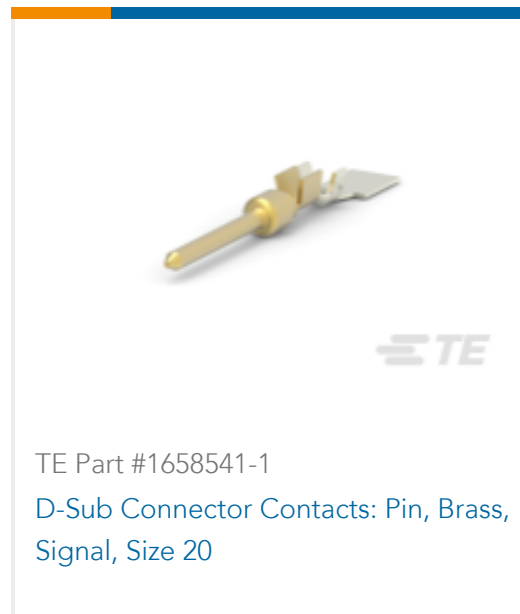 TE
TE Part #1658541-1
D-Sub Connector Contacts: Pin, Brass,
Signal, Size 20